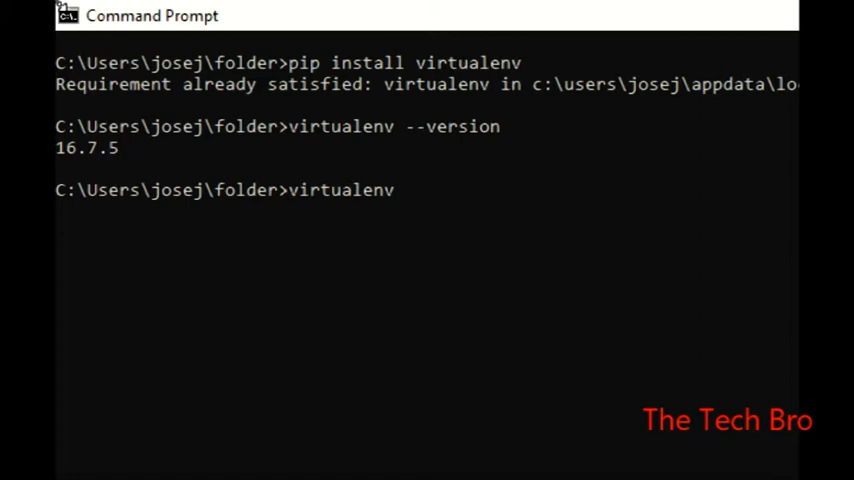 Command Prompt
C:\Users\josej\folder>pip install virtualenv
Requirement already satisfied: virtualenv in c:\users\josej\appdata\lo
C:\Users\josej\folder>virtualenv --version
16.7.5
C:\Users\josej\folder>virtualenv
The Tech Bro